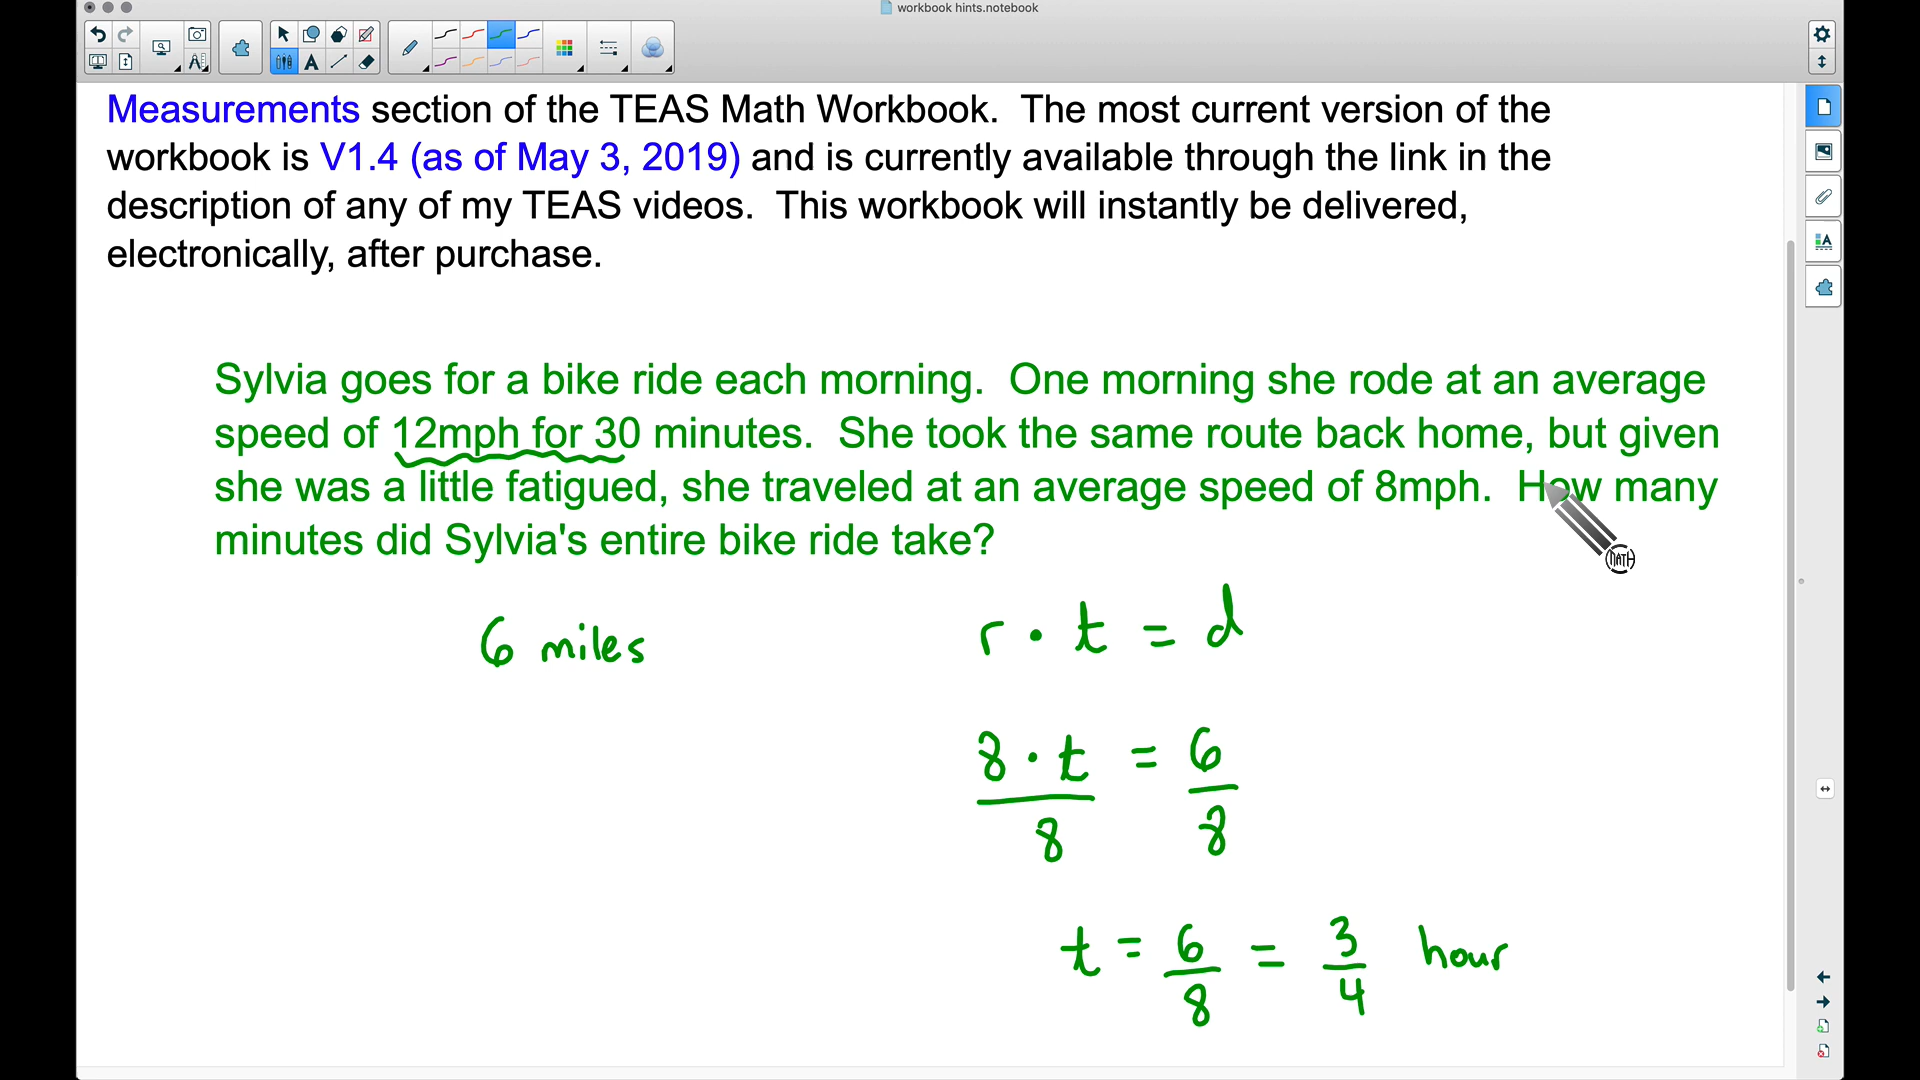 workbook hints.notebook
Measurements section of the TEAS Math Workbook. The most current version of the
workbook is V1.4 (as of May 3, 2019) and is currently available through the link in the
description of any of my TEAS videos. This workbook will instantly be delivered,
electronically, after purchase.
Sylvia goes for a bike ride each morning. One morning she rode at an average
speed of 12mph for 30 minutes. She took the same route back home, but given
she was a little fatigued, she traveled at an average speed of 8mph. How many
minutes did Sylvia's entire bike ride take?
MATH
6 miles
r · t = d
8 · t = 6
8 8
t = 6/8 = 3/4 hour